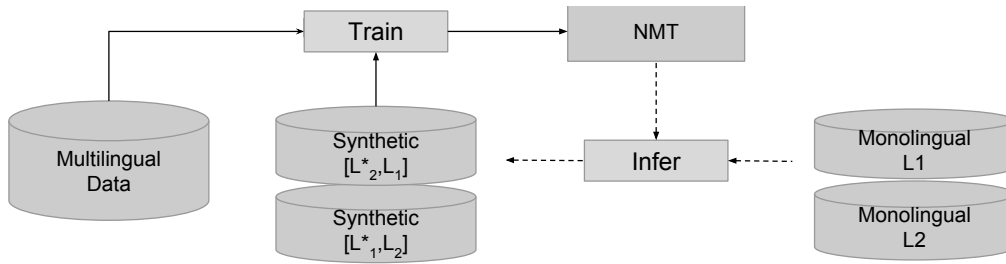 Train
NMT
Multilingual
Data
Synthetic
[L*₂,L₁]
Synthetic
[L*₁,L₂]
Infer
Monolingual
L1
Monolingual
L2